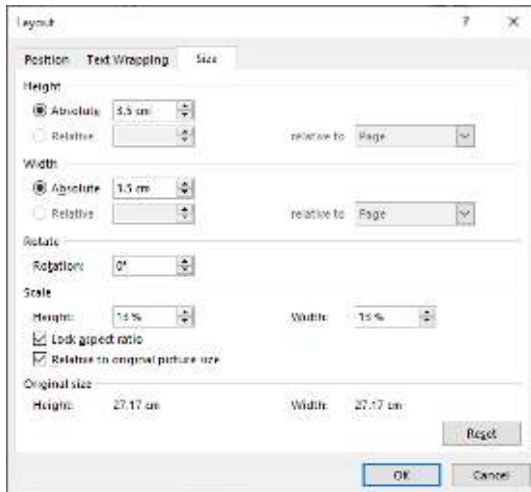 Layout ? ×
Position Text Wrapping Size
Height
Absolute 3.5 cm
Relative relative to Page
Width
Absolute 3.5 cm
Relative relative to Page
Rotate
Rotation: 0°
Scale
Height: 13 % Width: 13 %
Lock aspect ratio
Relative to original picture size
Original size
Height: 27.17 cm Width: 27.17 cm
Reset
OK Cancel